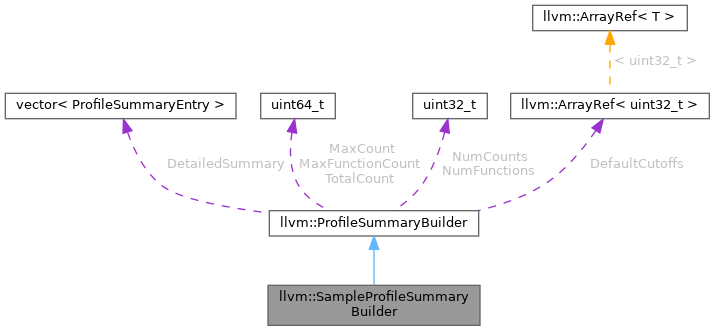 llvm::ArrayRef< T >
< uint32_t >
vector< ProfileSummaryEntry >
uint64_t
uint32_t
llvm::ArrayRef< uint32_t >
DetailedSummary
MaxCount
MaxFunctionCount
TotalCount
NumCounts
NumFunctions
DefaultCutoffs
llvm::ProfileSummaryBuilder
llvm::SampleProfileSummary
Builder